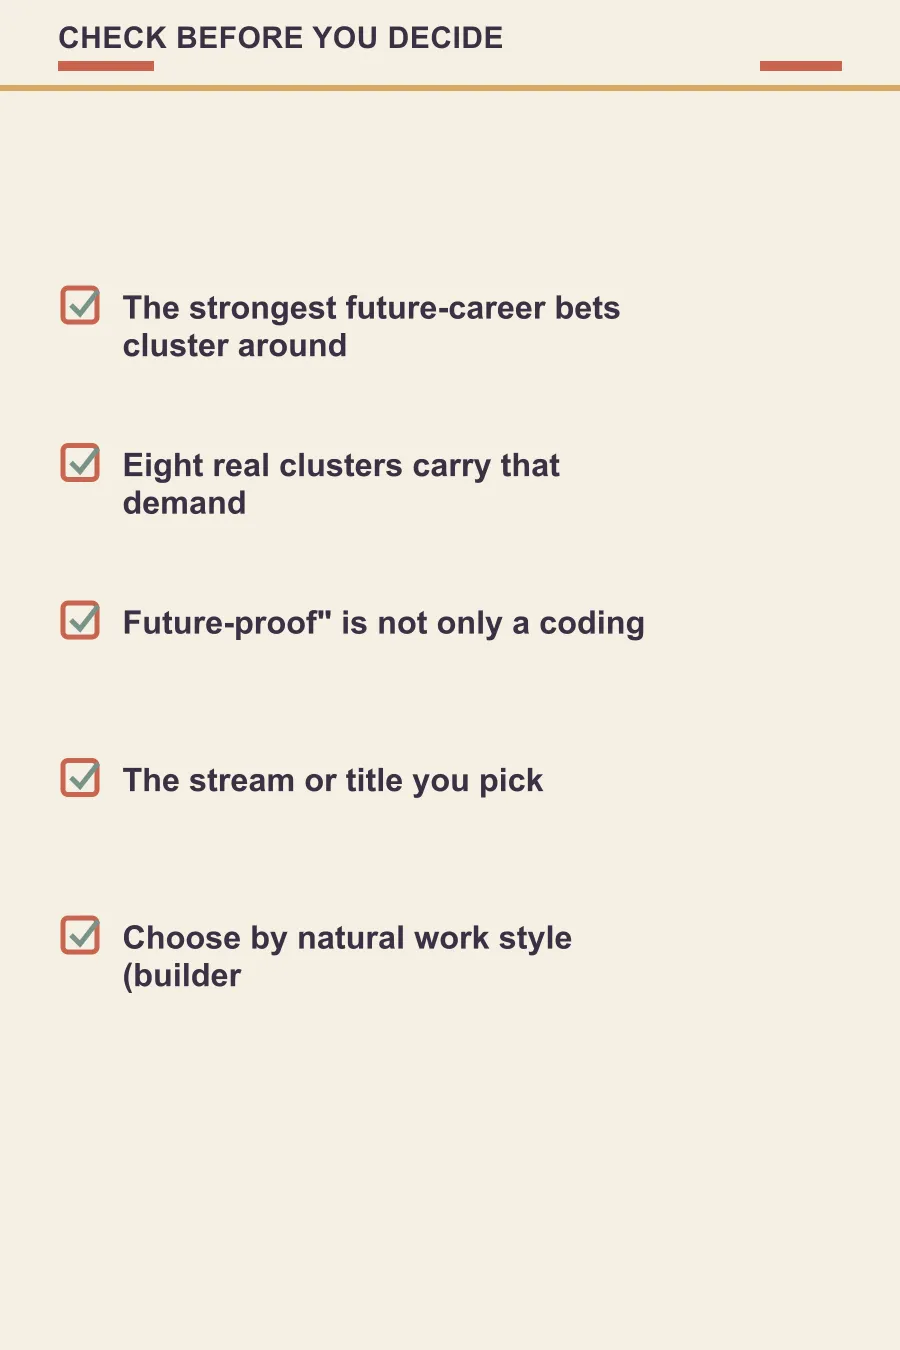 CHECK BEFORE YOU DECIDE
The strongest future-career bets
cluster around
Eight real clusters carry that
demand
Future-proof" is not only a coding
The stream or title you pick
Choose by natural work style
(builder